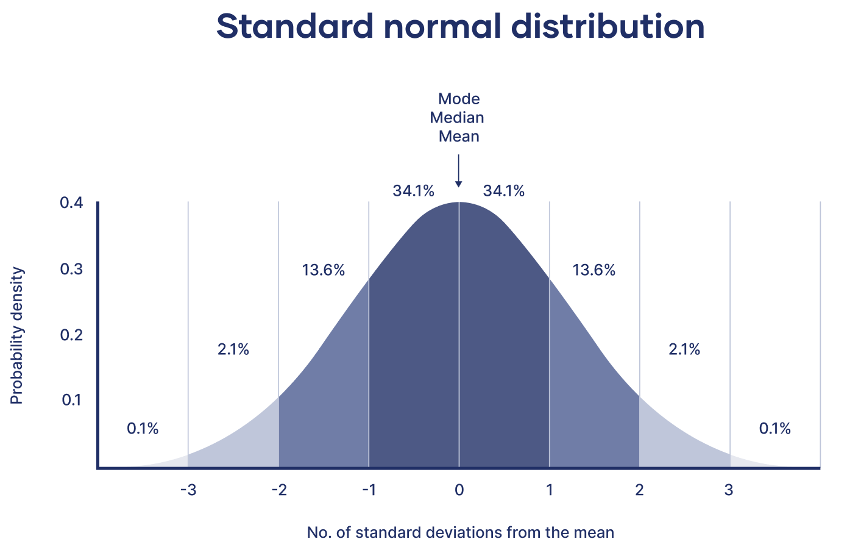 Standard normal distribution
Mode
Median
Mean
34.1% 34.1%
0.4
13.6% 13.6%
0.3
0.2
2.1% 2.1%
0.1
0.1% 0.1%
Probability density
-3 -2 -1 0 1 2 3
No. of standard deviations from the mean